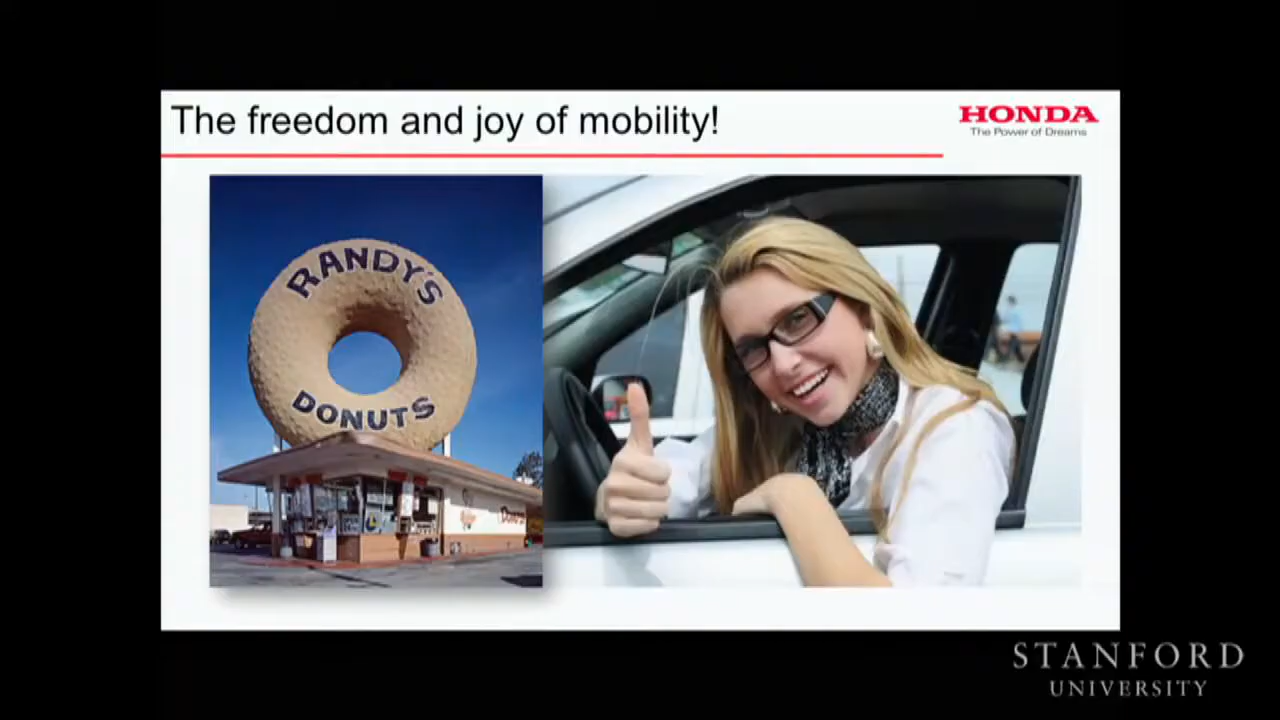 The freedom and joy of mobility!
HONDA
The Power of Dreams
RANDY'S
DONUTS
STANFORD
UNIVERSITY